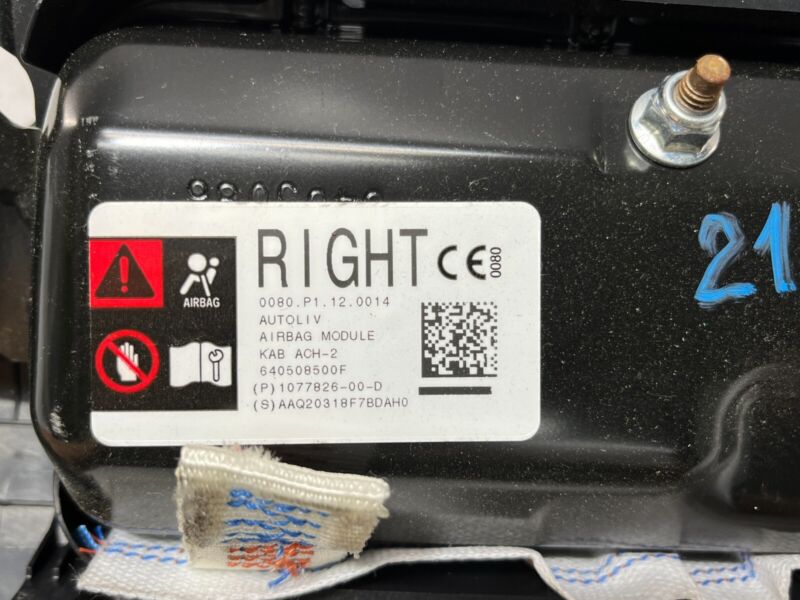 RIGHT CE 0080
AIRBAG
0080.P1.12.0014
AUTOLIV
AIRBAG MODULE
KAB ACH-2
640508500F
(P)1077826-00-D
(S)AAQ20318F7BDAH0
21